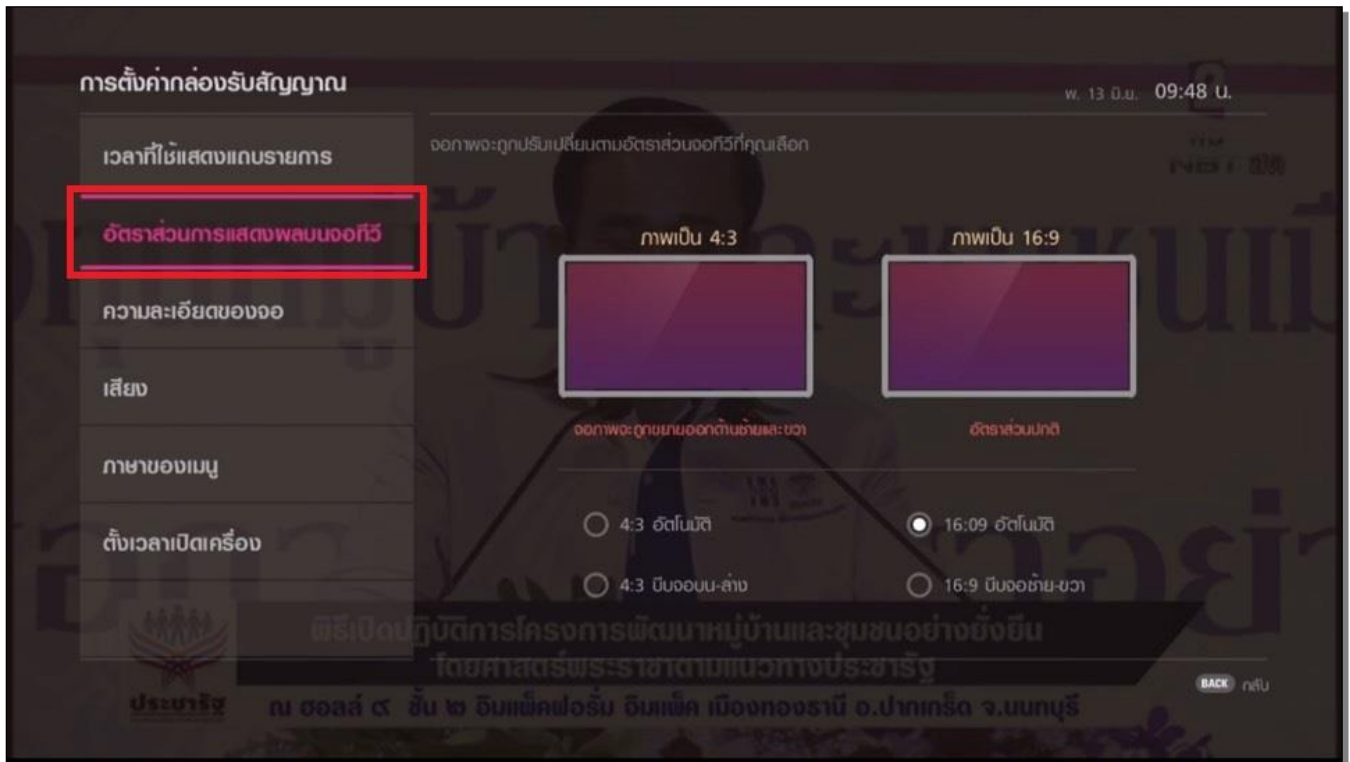 การตั้งค่ากล่องรับสัญญาณ
พ. 13 มิ.ย. 09:48 น.
เวลาที่ใช้แสดงแถบรายการ
จอภาพจะถูกปรับเปลี่ยนตามอัตราส่วนจอทีวีที่คุณเลือก
อัตราส่วนการแสดงผลบนจอทีวี
ภาพเป็น 4:3
ภาพเป็น 16:9
ความละเอียดของจอ
เสียง
จอภาพจะถูกขยายออกด้านซ้ายและขวา
อัตราส่วนปกติ
ภาษาของเมนู
4:3 อัตโนมัติ
16:09 อัตโนมัติ
ตั้งเวลาเปิดเครื่อง
4:3 บีบจอบน-ล่าง
16:9 บีบจอซ้าย-ขวา
พิธีเปิดปฏิบัติการโครงการพัฒนาหมู่บ้านและชุมชนอย่างยั่งยืน
โดยศาสตร์พระราชาตามแนวทางประชารัฐ
BACK กลับ
ประชารัฐ
ณ ฮอลล์ ๔ ชั้น ๒ อิมแพ็คฟอรั่ม อิมแพ็ค เมืองทองธานี อ.ปากเกร็ด จ.นนทบุรี